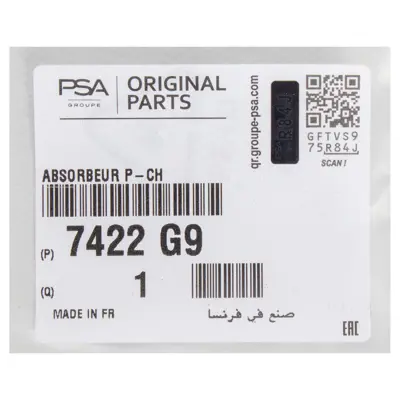 PSA
GROUPE
ORIGINAL
PARTS
qr.groupe-psa.com
R84J
GFTVS9
75R84J
SCAN!
ABSORBEUR P-CH
(P) 7422 G9
(Q) 1
MADE IN FR
صنع في فرنسا
EAC